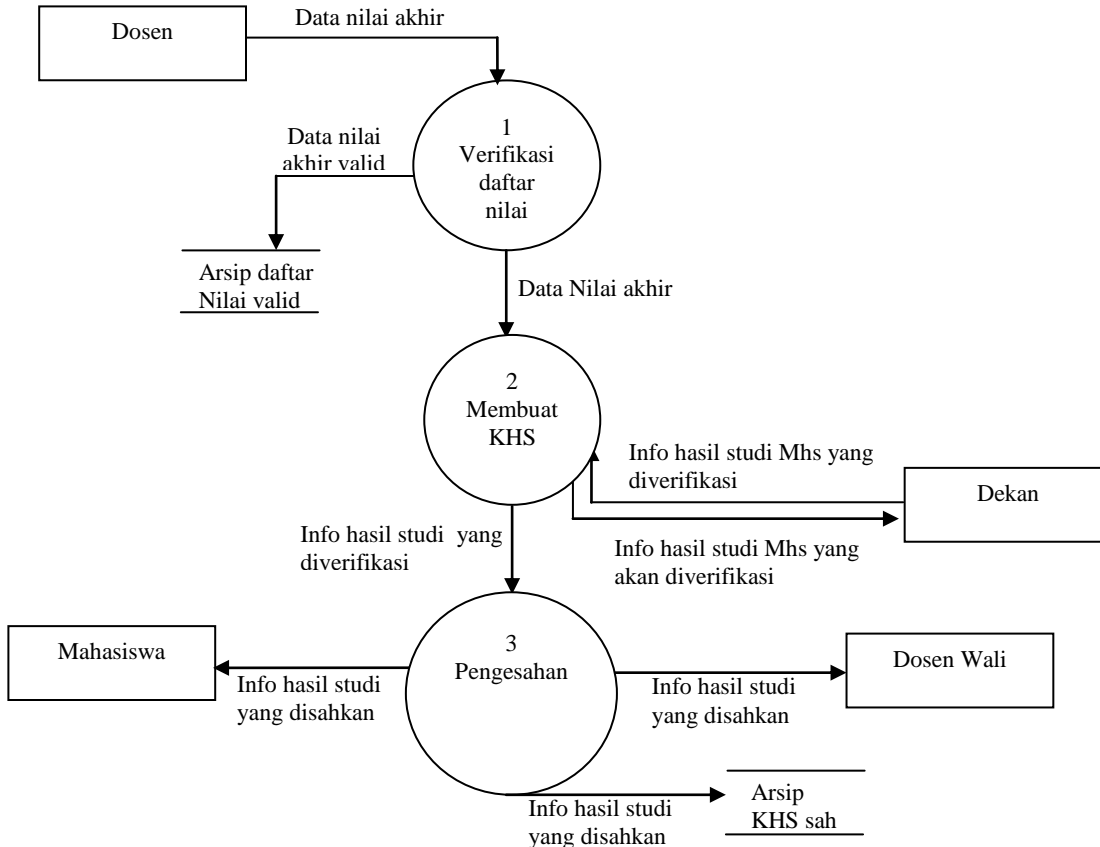 Data nilai akhir
Dosen
1
Verifikasi
daftar
nilai
Data nilai
akhir valid
Arsip daftar
Nilai valid
Data Nilai akhir
2
Membuat
KHS
Info hasil studi Mhs yang
diverifikasi
Dekan
Info hasil studi yang
diverifikasi
Info hasil studi Mhs yang
akan diverifikasi
3
Pengesahan
Mahasiswa
Info hasil studi
yang disahkan
Dosen Wali
Info hasil studi
yang disahkan
Info hasil studi
yang disahkan
Arsip
KHS sah